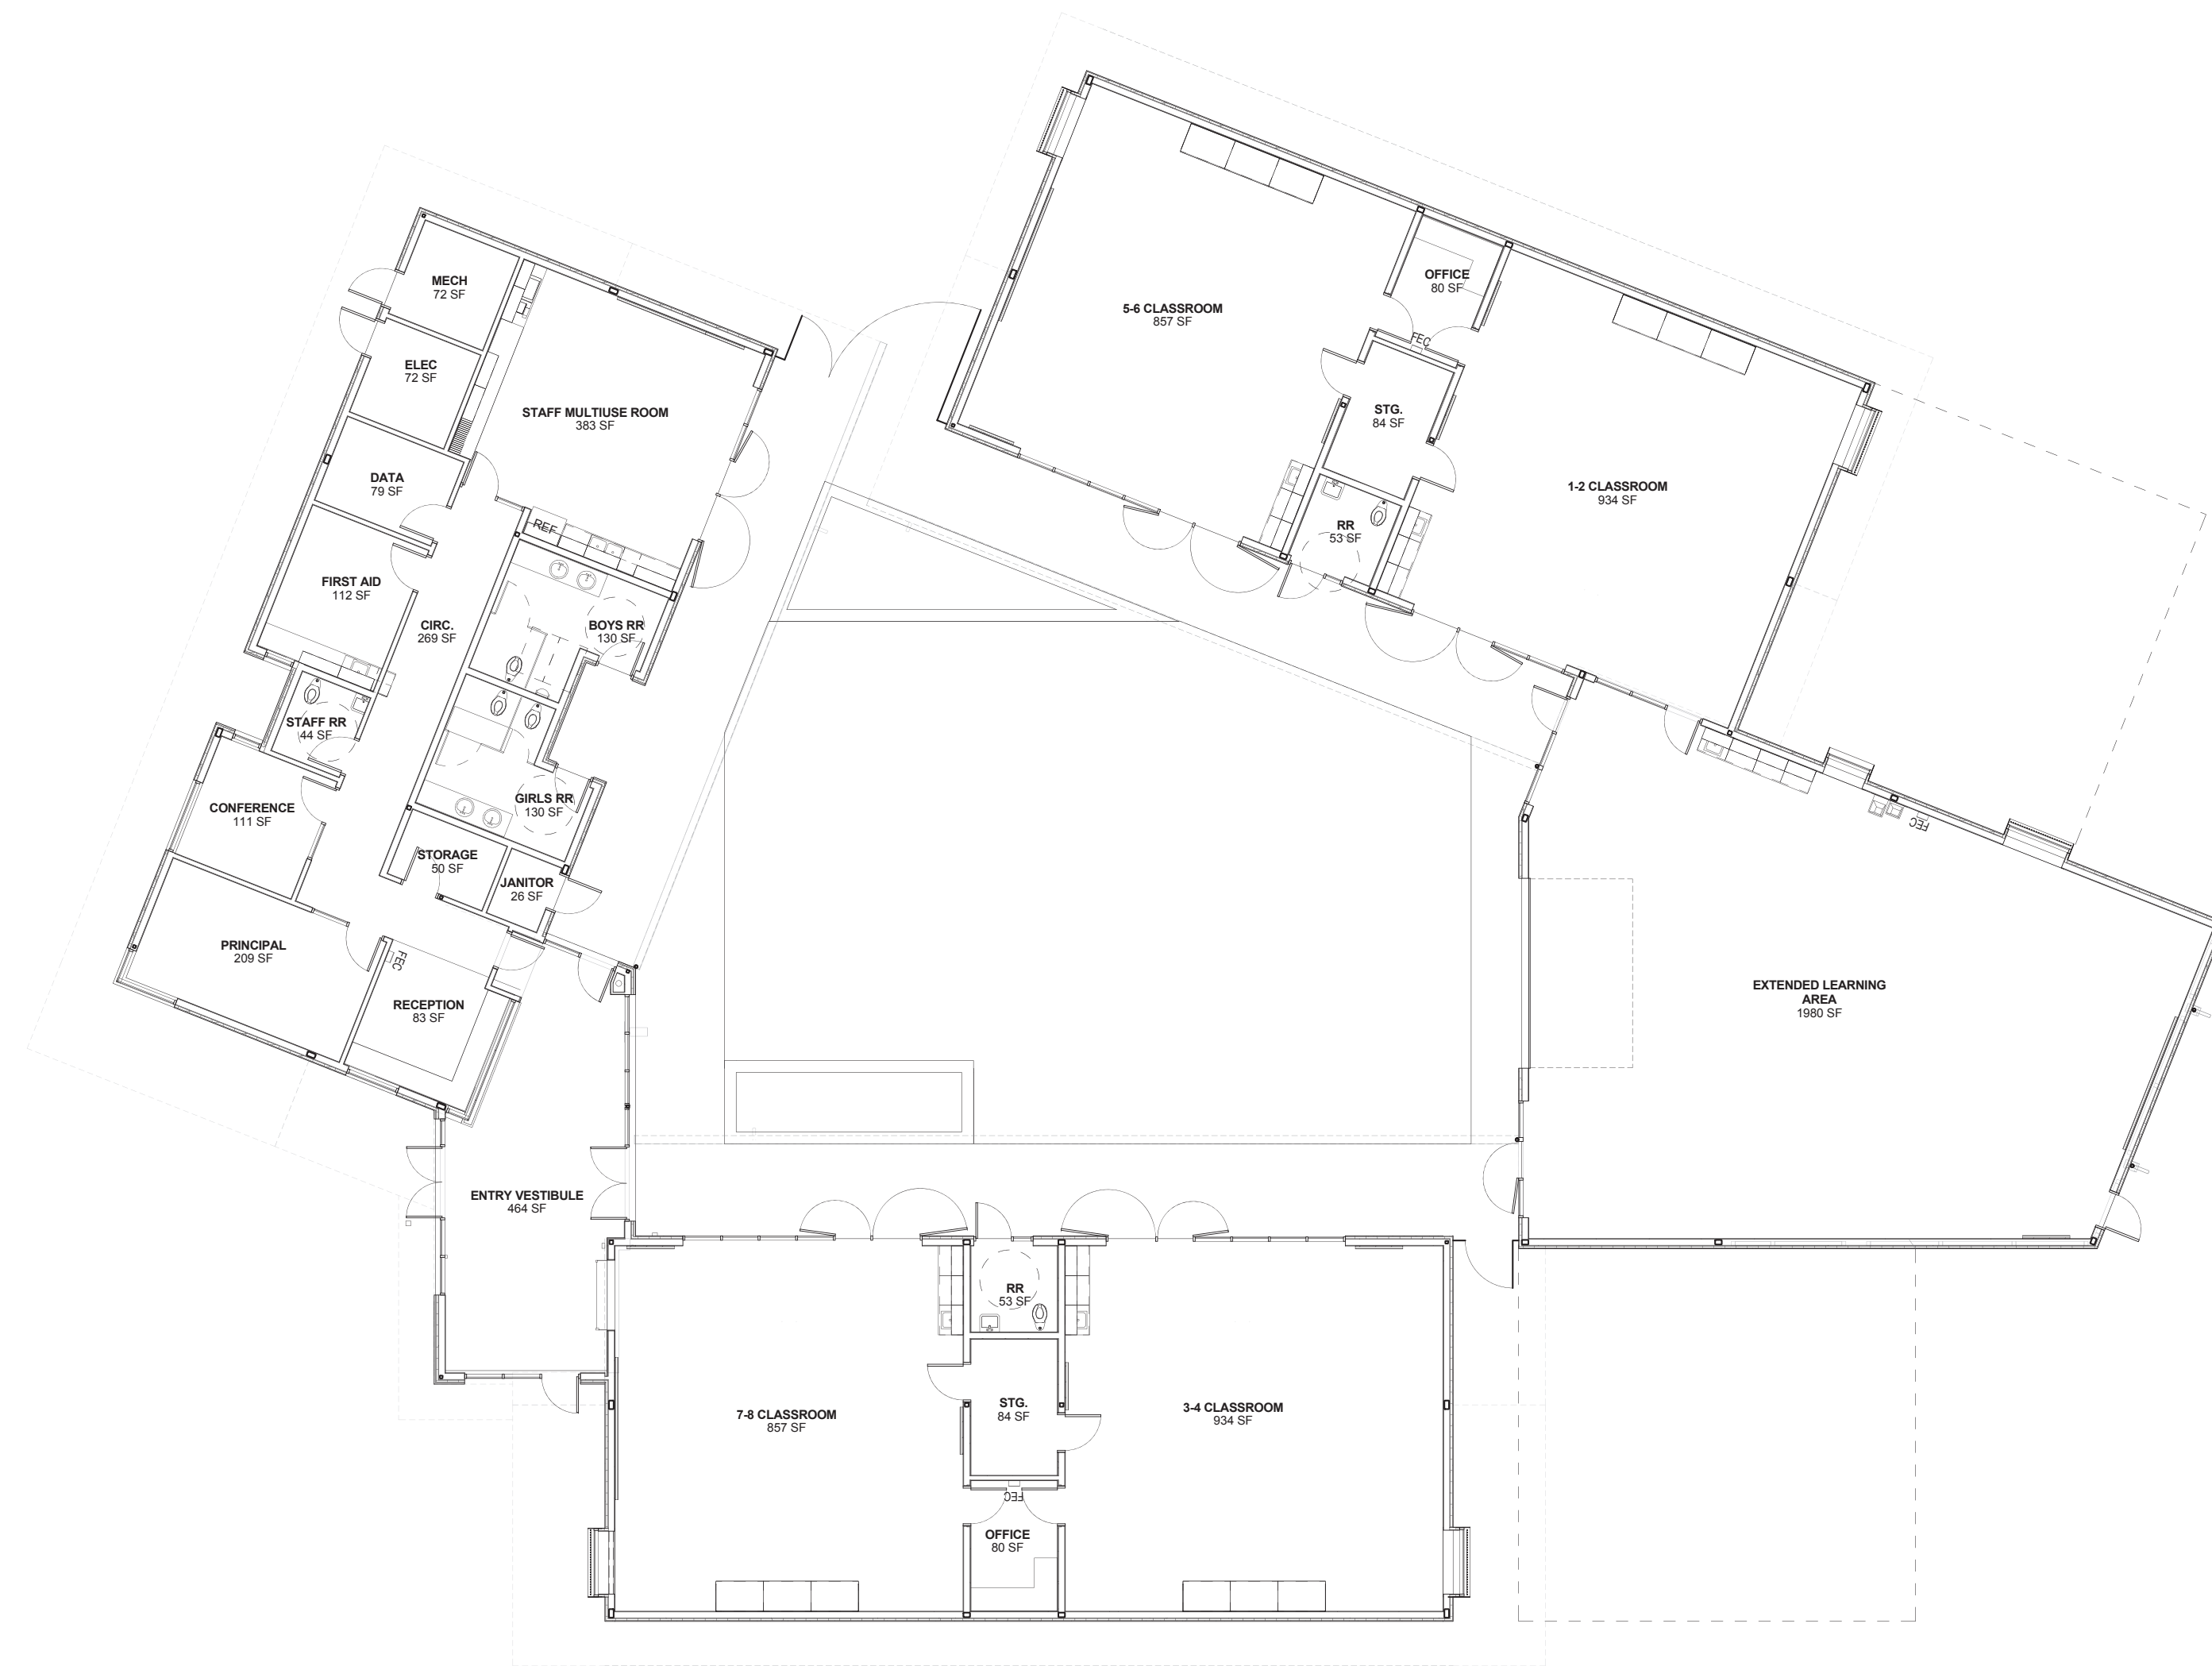 MECH
72 SF
ELEC
72 SF
STAFF MULTIUSE ROOM
383 SF
DATA
79 SF
REF
FIRST AID
112 SF
CIRC.
269 SF
BOYS RR
130 SF
STAFF RR
44 SF
CONFERENCE
111 SF
GIRLS RR
130 SF
STORAGE
50 SF
JANITOR
26 SF
PRINCIPAL
209 SF
FEC
RECEPTION
83 SF
ENTRY VESTIBULE
464 SF
5-6 CLASSROOM
857 SF
OFFICE
80 SF
FEC
STG.
84 SF
1-2 CLASSROOM
934 SF
RR
53 SF
FEC
EXTENDED LEARNING
AREA
1980 SF
RR
53 SF
7-8 CLASSROOM
857 SF
STG.
84 SF
3-4 CLASSROOM
934 SF
FEC
OFFICE
80 SF